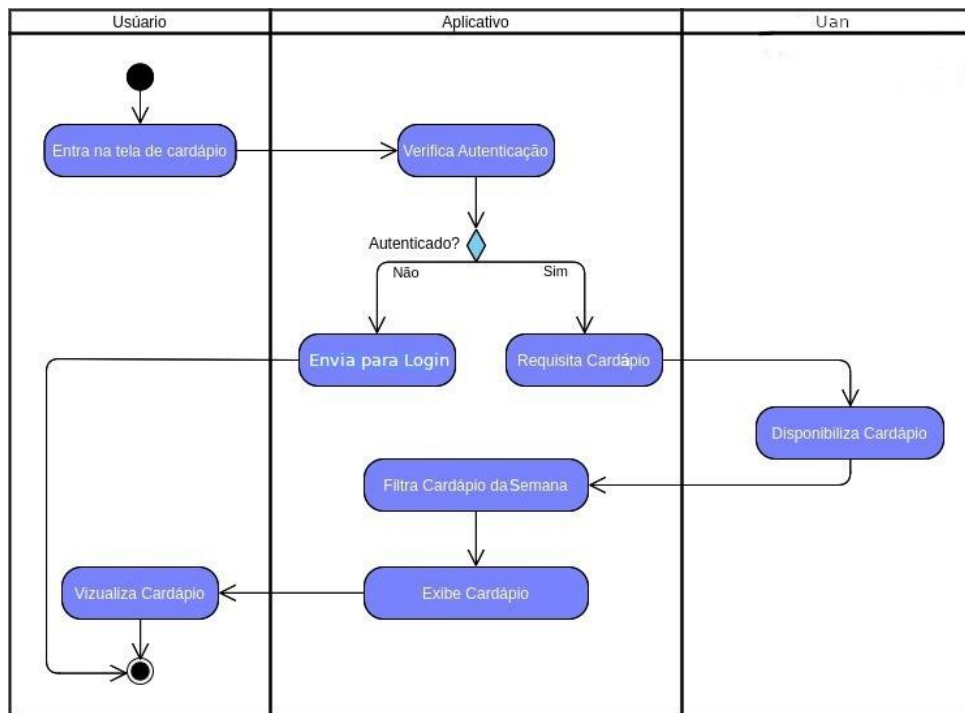 Usúario
Aplicativo
Uan
Entra na tela de cardápio
Verifica Autenticação
Autenticado?
Não
Sim
Envia para Login
Requisita Cardápio
Disponibiliza Cardápio
Filtra Cardápio da Semana
Vizualiza Cardápio
Exibe Cardápio